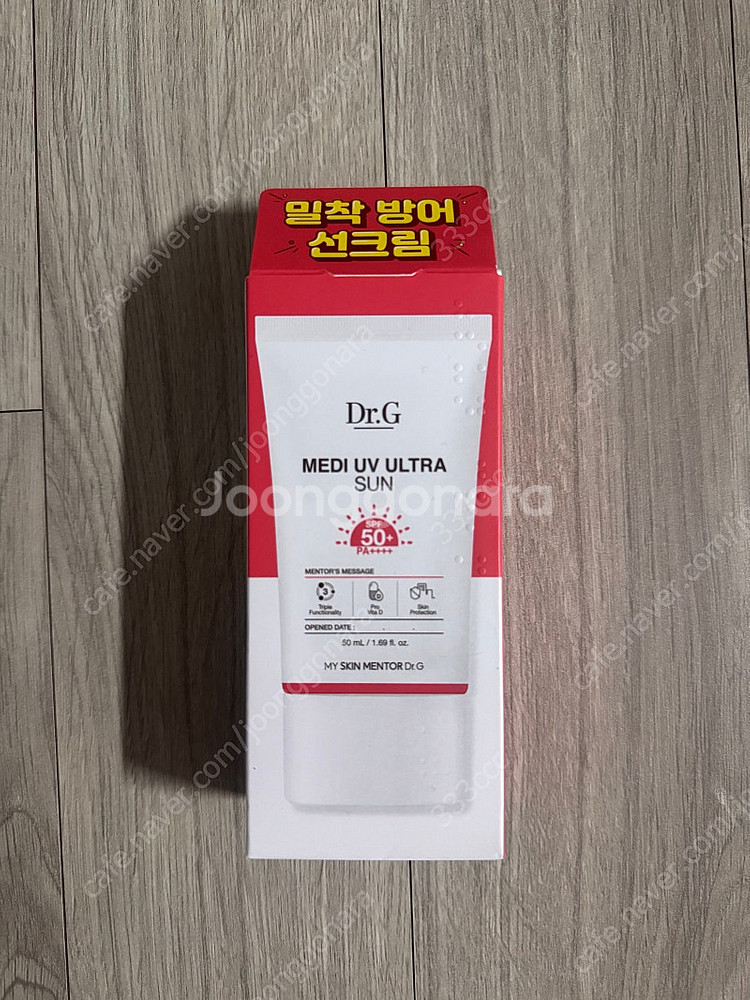 밀착 방어
선크림
Dr.G
MEDI UV ULTRA
SUN
SPF
50+
PA++++
MENTOR'S MESSAGE
3
Triple
Functionality
Pro
Vita D
Skin
Protection
OPENED DATE : . .
50 mL / 1.69 fl. oz.
MY SKIN MENTOR Dr.G
Joonggonara
cafe.naver.com/joonggonara
333ccc